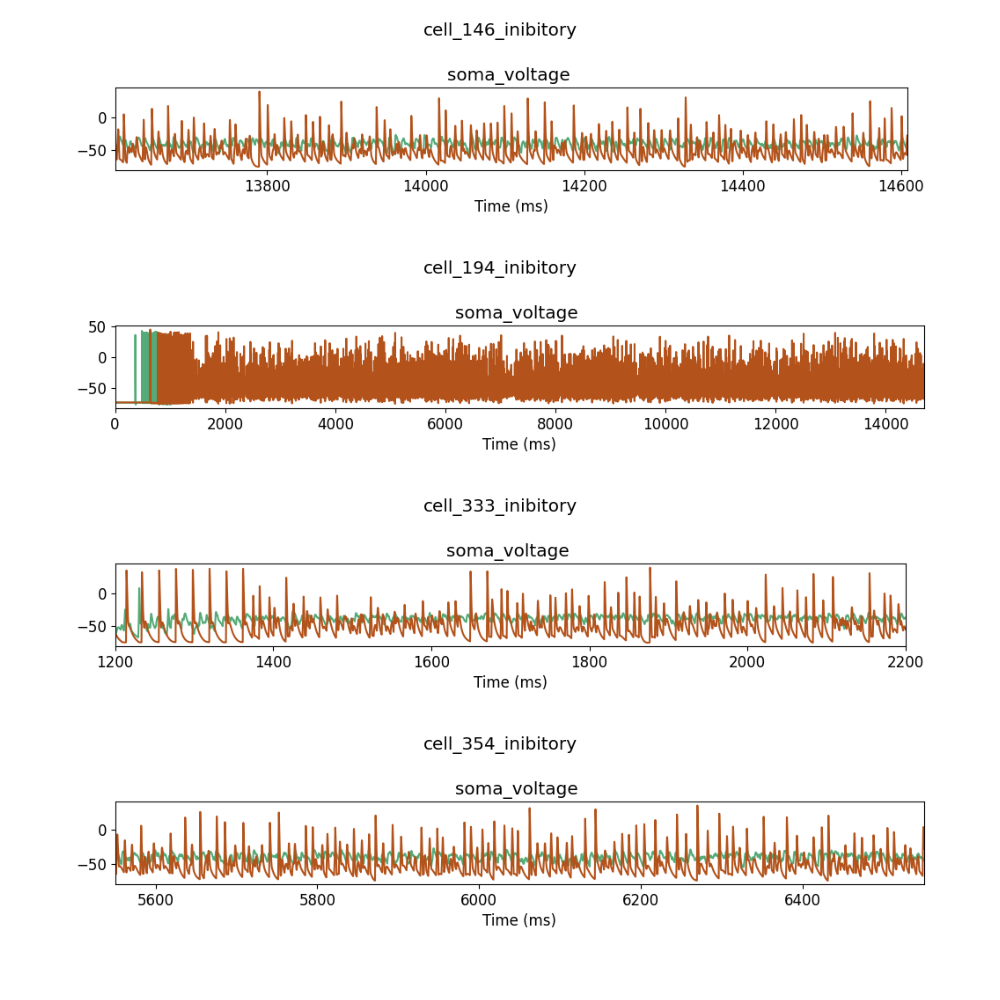 cell_146_inibitory
soma_voltage
0
−50
13800 14000 14200 14400 14600
Time (ms)
cell_194_inibitory
soma_voltage
50
0
−50
0 2000 4000 6000 8000 10000 12000 14000
Time (ms)
cell_333_inibitory
soma_voltage
0
−50
1200 1400 1600 1800 2000 2200
Time (ms)
cell_354_inibitory
soma_voltage
0
−50
5600 5800 6000 6200 6400
Time (ms)